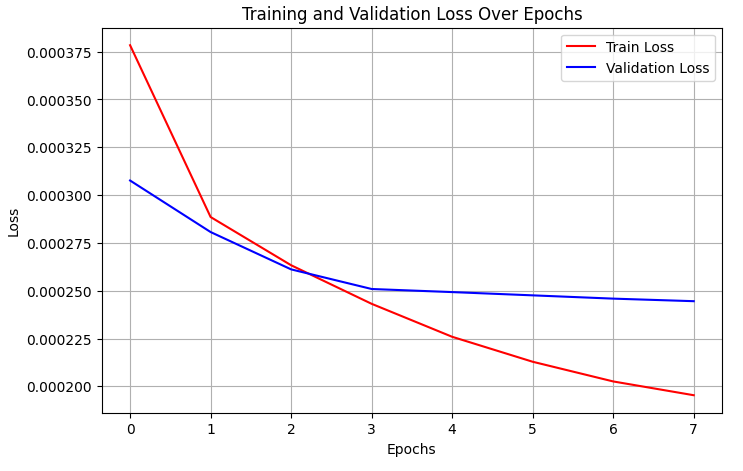 Training and Validation Loss Over Epochs
Train Loss
Validation Loss
0.000375
0.000350
0.000325
0.000300
0.000275
0.000250
0.000225
0.000200
Loss
0 1 2 3 4 5 6 7
Epochs